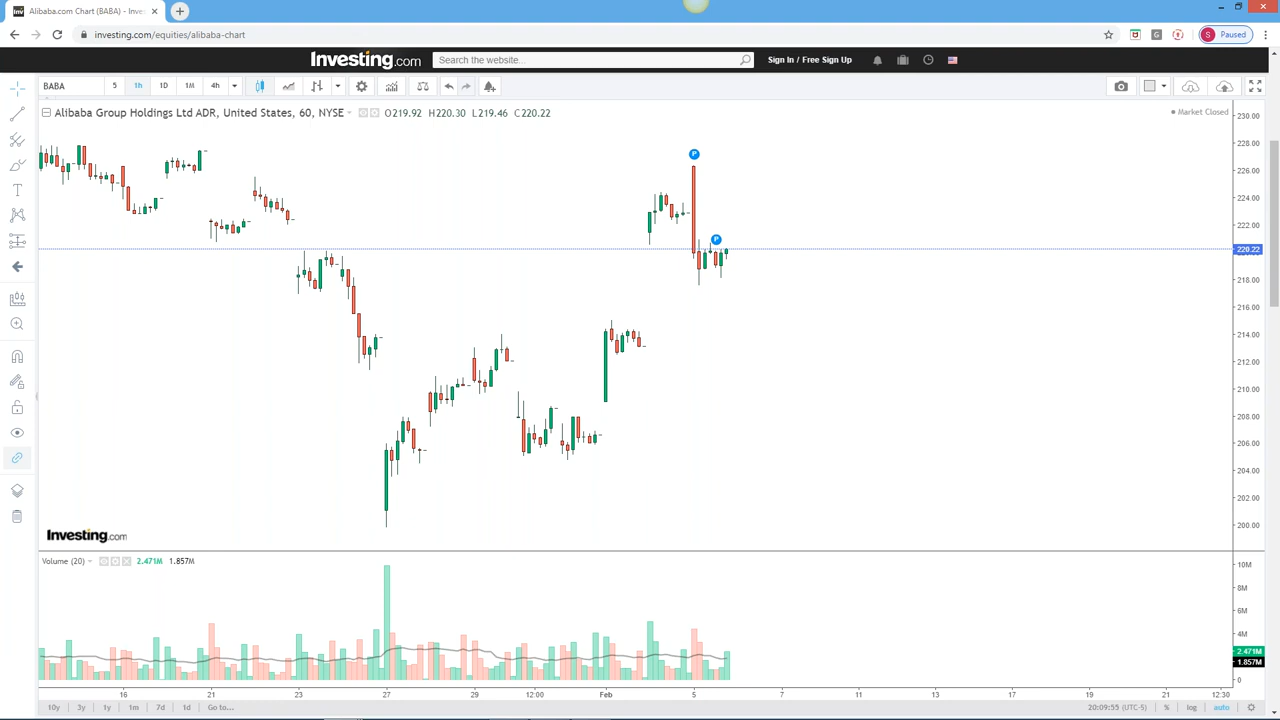 Alibaba.com Chart (BABA) - Inve
investing.com/equities/alibaba-chart
S Paused
Investing.com Search the website... Sign In / Free Sign Up
BABA 5 1h 1D 1M 4h
Alibaba Group Holdings Ltd ADR, United States, 60, NYSE O219.92 H220.30 L219.46 C220.22
Market Closed
230.00
228.00
226.00
224.00
222.00
220.22
218.00
216.00
214.00
212.00
210.00
208.00
206.00
204.00
202.00
200.00
P
P
Investing.com
Volume (20) 2.471M 1.857M
10M
8M
6M
4M
2.471M
1.857M
0
16 21 23 27 29 12:00 Feb 5 7 11 13 17 19 21 12:30
10y 3y 1y 1m 7d 1d Go to... 20:09:55 (UTC-5) % log auto